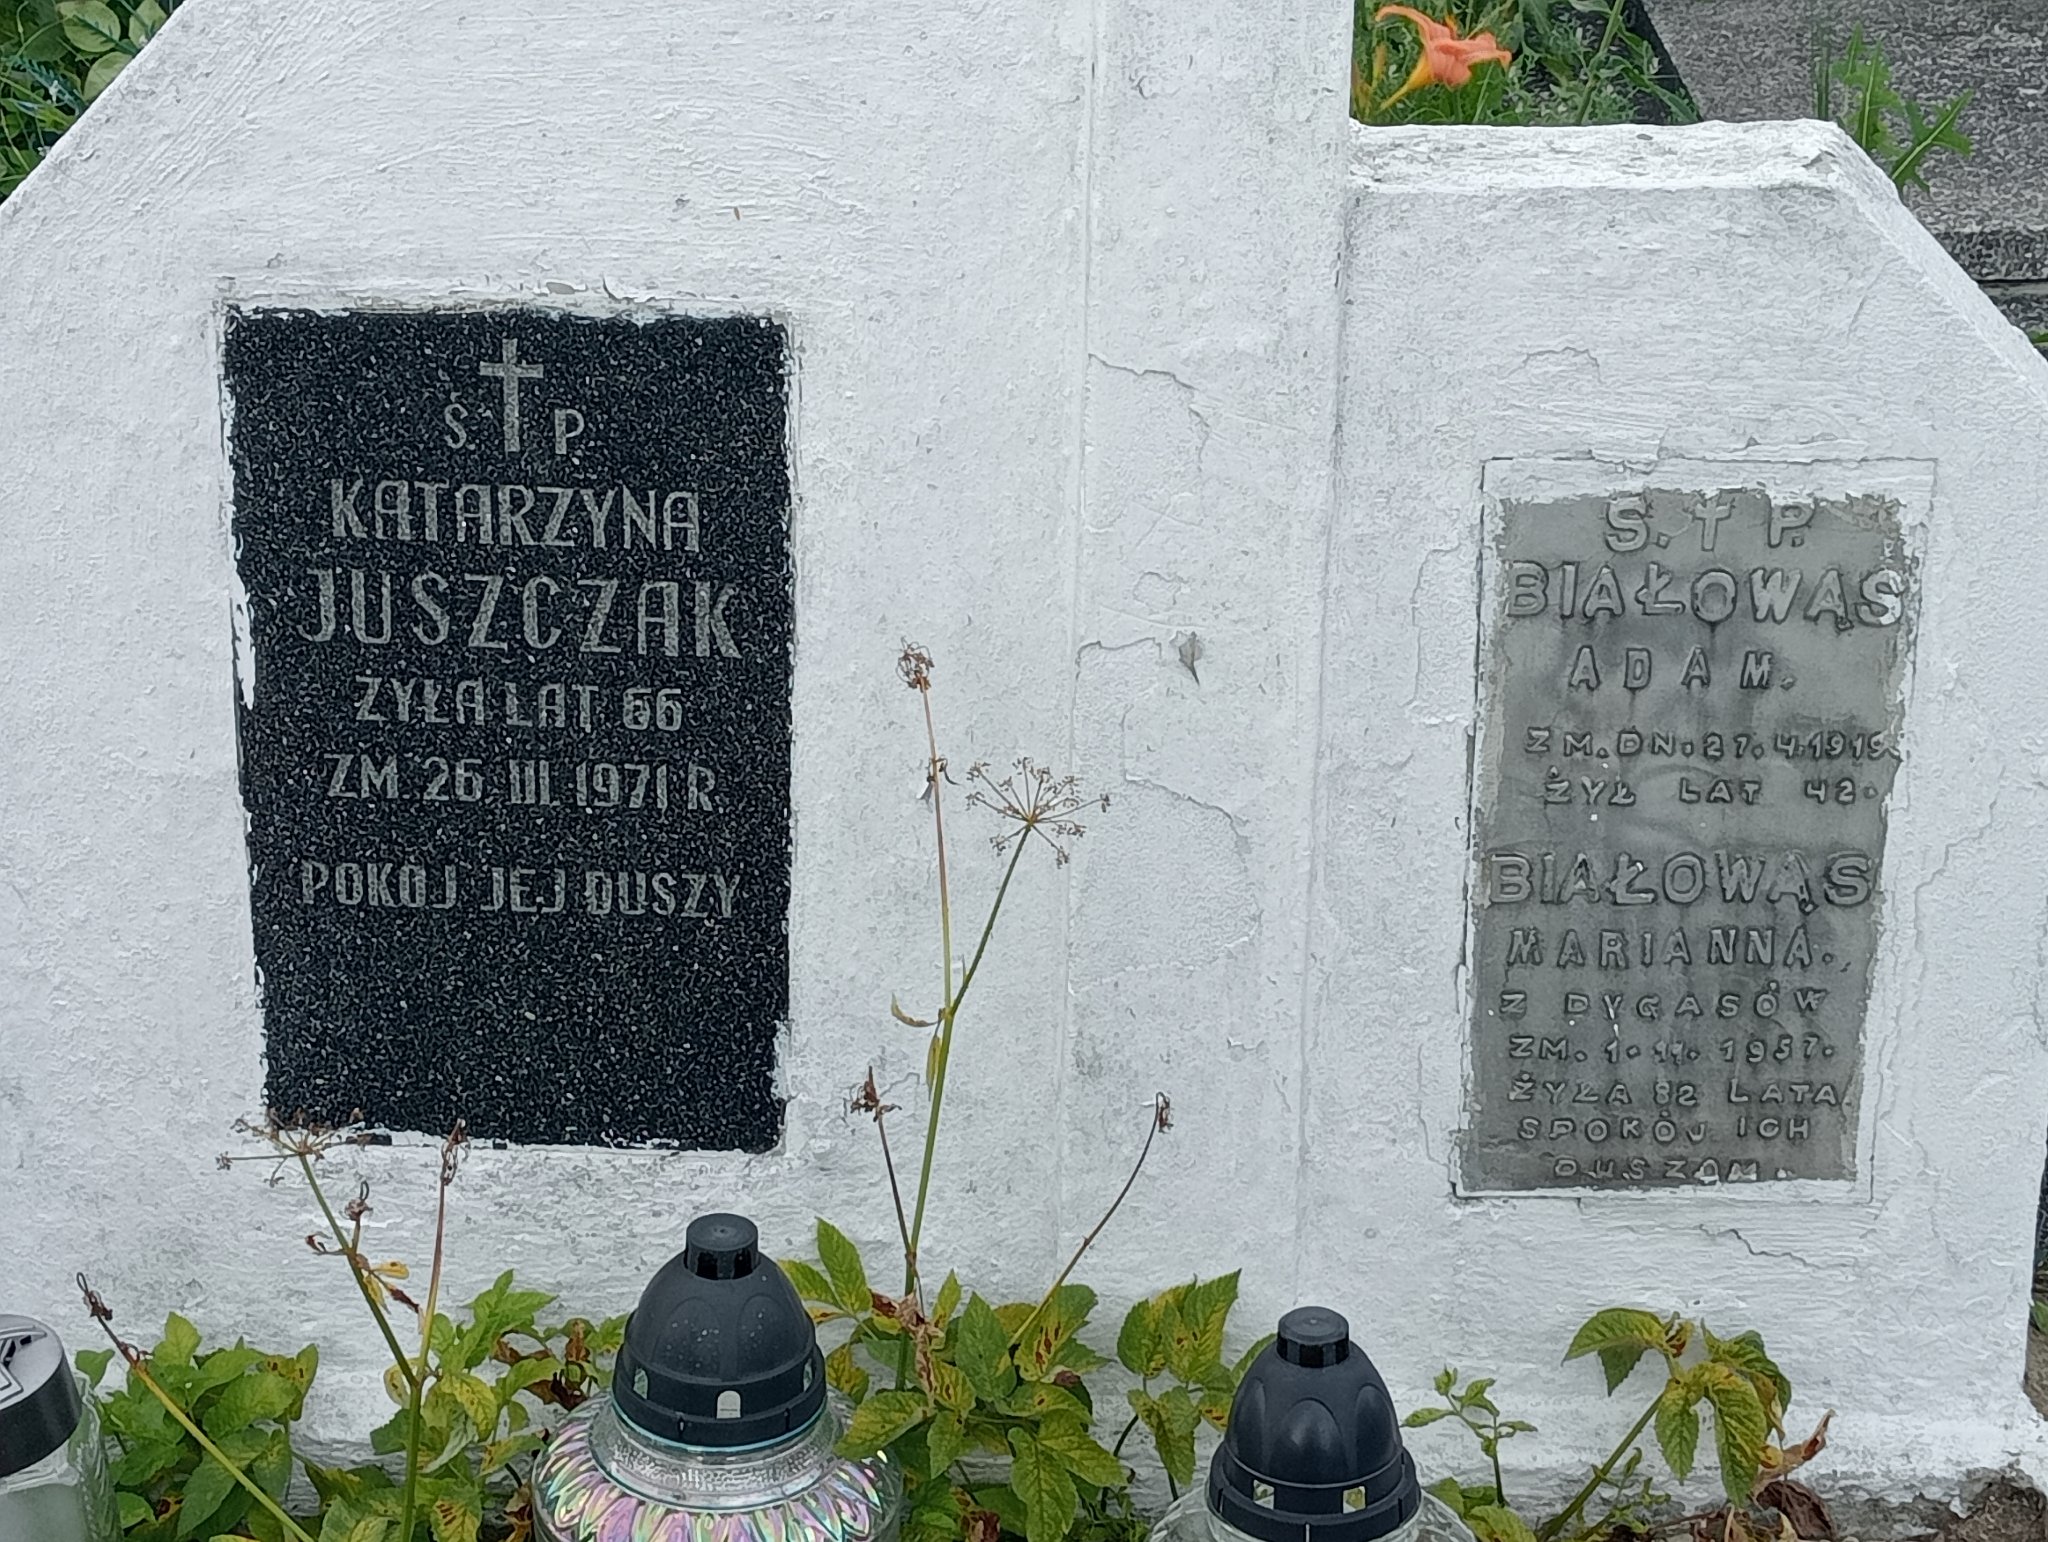 Ś P
KATARZYNA
JUSZCZAK
ŻYŁA LAT 66
ZM 26 III. 1971 R.
POKÓJ JEJ DUSZY
Ś. P.
BIAŁOWĄS
ADAM.
ZM. DN. 27. 4. 1919.
ŻYŁ LAT 42.
BIAŁOWĄS
MARIANNA.
Z DYGASÓW
ZM. 1. 11. 1957.
ŻYŁA 82 LATA.
SPOKÓJ ICH
DUSZOM.